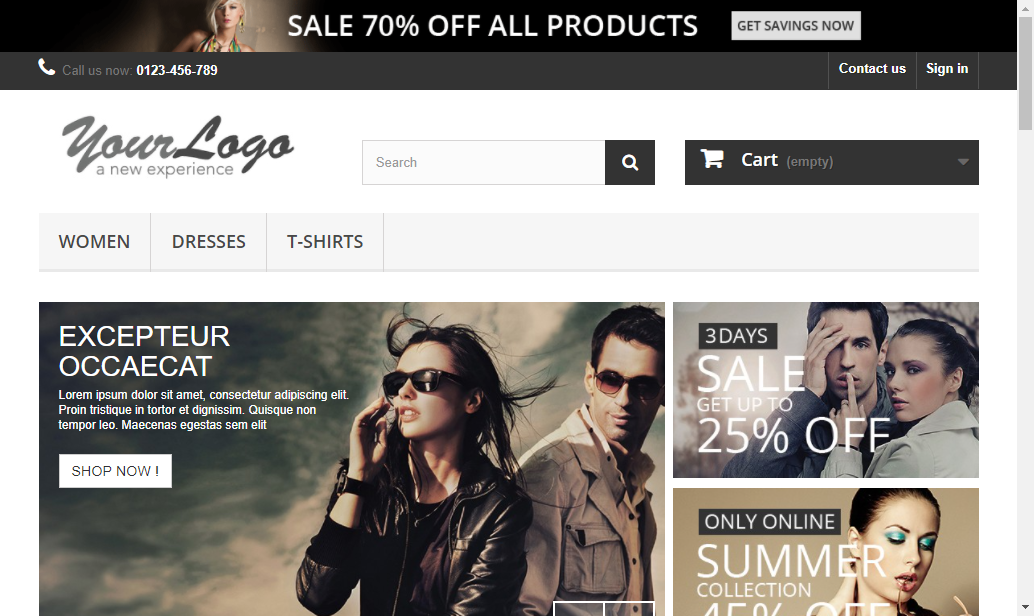 SALE 70% OFF ALL PRODUCTS
GET SAVINGS NOW
Call us now: 0123-456-789
Contact us
Sign in
YourLogo
a new experience
Search
Cart (empty)
WOMEN
DRESSES
T-SHIRTS
EXCEPTEUR
OCCAECAT
Lorem ipsum dolor sit amet, consectetur adipiscing elit.
Proin tristique in tortor et dignissim. Quisque non
tempor leo. Maecenas egestas sem elit
SHOP NOW !
3 DAYS
SALE
GET UP TO
25% OFF
ONLY ONLINE
SUMMER
COLLECTION
45% OFF